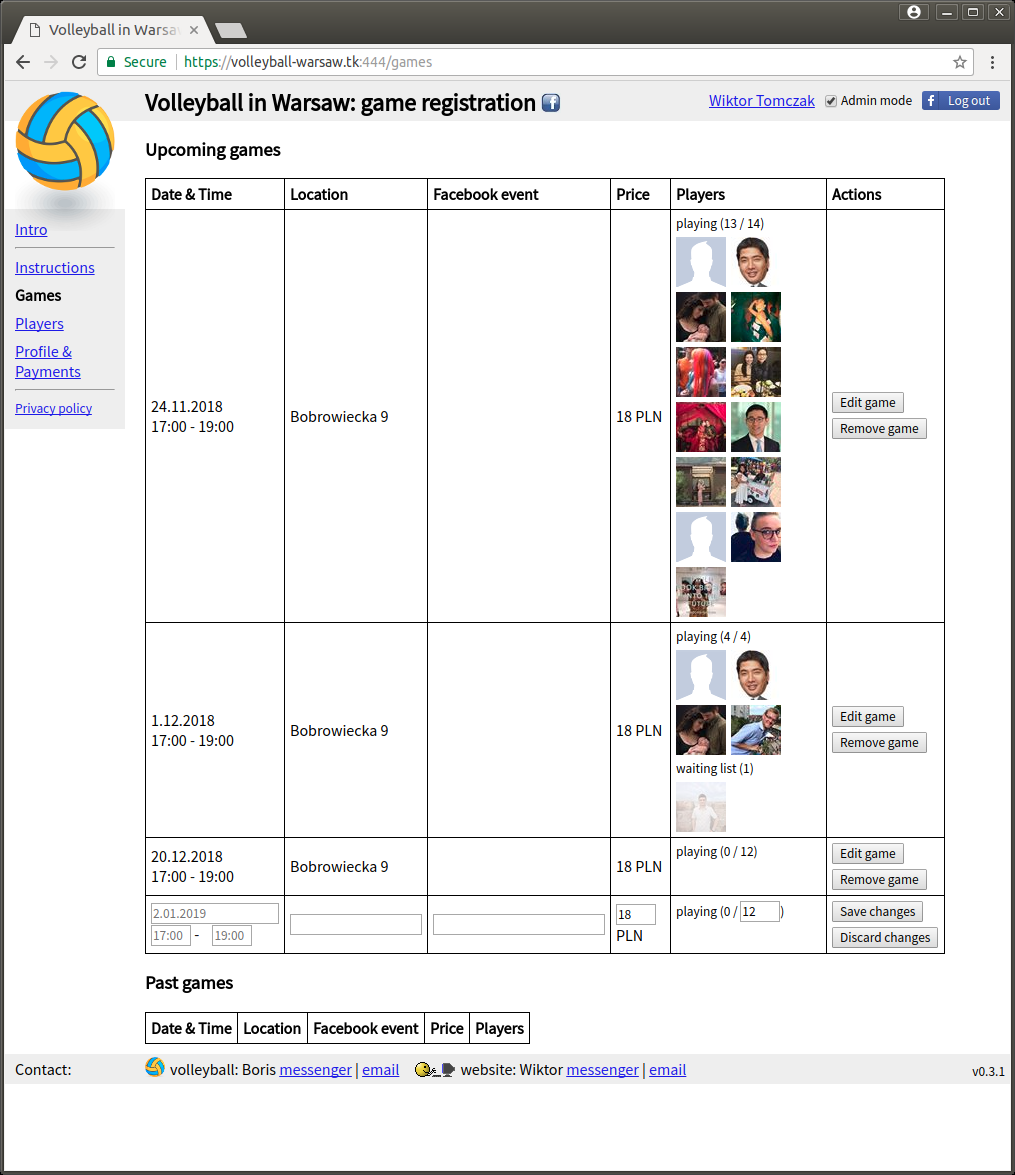 Volleyball in Warsa
Secure https://volleyball-warsaw.tk:444/games
Volleyball in Warsaw: game registration
Wiktor Tomczak Admin mode f Log out
Intro
Instructions
Games
Players
Profile &
Payments
Privacy policy
Upcoming games
Date & Time Location Facebook event Price Players Actions
24.11.2018
17:00 - 19:00
Bobrowiecka 9
18 PLN
playing (13 / 14)
INTO THE
FUTURE
Edit game
Remove game
1.12.2018
17:00 - 19:00
Bobrowiecka 9
18 PLN
playing (4 / 4)
waiting list (1)
Edit game
Remove game
20.12.2018
17:00 - 19:00
Bobrowiecka 9
18 PLN
playing (0 / 12)
Edit game
Remove game
2.01.2019
17:00 - 19:00
18
PLN
playing (0 / 12)
Save changes
Discard changes
Past games
Date & Time Location Facebook event Price Players
Contact: volleyball: Boris messenger | email website: Wiktor messenger | email v0.3.1